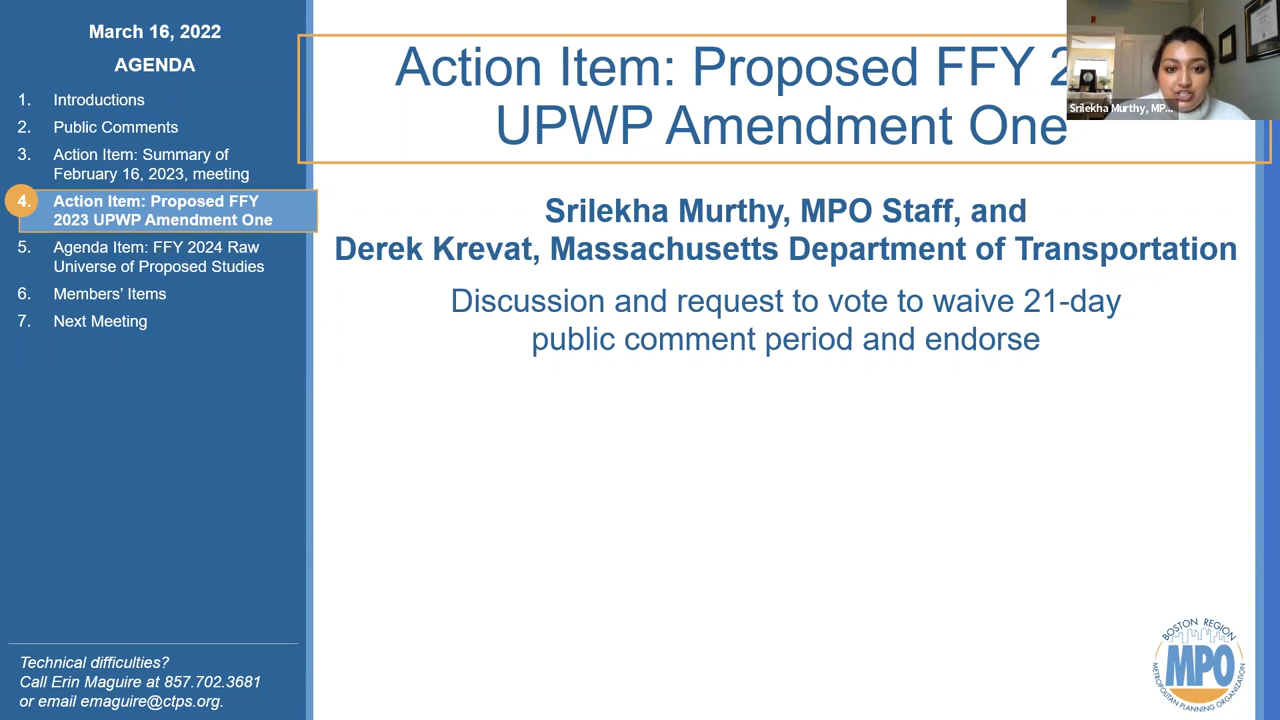 March 16, 2022
AGENDA
1. Introductions
2. Public Comments
3. Action Item: Summary of
February 16, 2023, meeting
4. Action Item: Proposed FFY
2023 UPWP Amendment One
5. Agenda Item: FFY 2024 Raw
Universe of Proposed Studies
6. Members' Items
7. Next Meeting
Technical difficulties?
Call Erin Maguire at 857.702.3681
or email emaguire@ctps.org.
Action Item: Proposed FFY 2
UPWP Amendment One
Srilekha Murthy, MPO Staff, and
Derek Krevat, Massachusetts Department of Transportation
Discussion and request to vote to waive 21-day
public comment period and endorse
Srilekha Murthy, MP...
BOSTON REGION
MPO
METROPOLITAN PLANNING ORGANIZATION